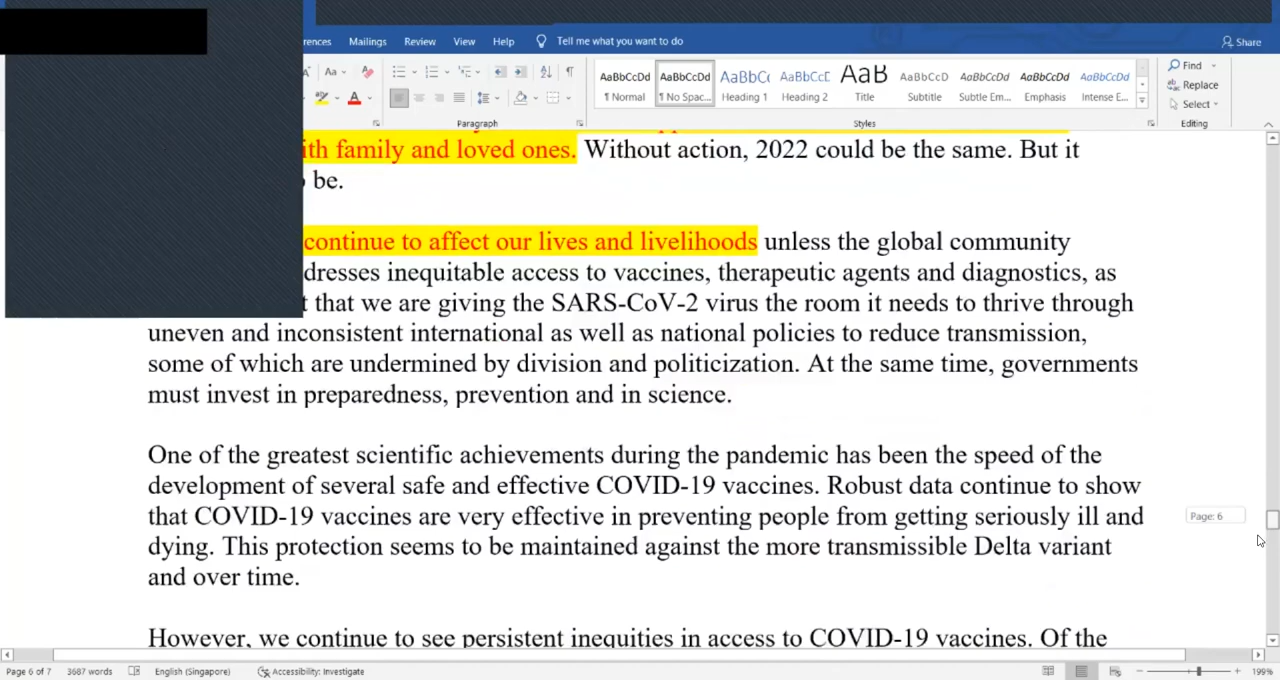 rences Mailings Review View Help Tell me what you want to do Share
Aa
AaBbCcDd AaBbCcDd AaBbC( AaBbCcD AaB AaBbCcD AaBbCcDd AaBbCcDd AaBbCcDd
¶ Normal ¶ No Spac... Heading 1 Heading 2 Title Subtitle Subtle Em... Emphasis Intense E...
Find
Replace
Select
Paragraph Styles Editing
ith family and loved ones. Without action, 2022 could be the same. But it
be.
continue to affect our lives and livelihoods unless the global community
dresses inequitable access to vaccines, therapeutic agents and diagnostics, as
t that we are giving the SARS-CoV-2 virus the room it needs to thrive through
uneven and inconsistent international as well as national policies to reduce transmission,
some of which are undermined by division and politicization. At the same time, governments
must invest in preparedness, prevention and in science.
One of the greatest scientific achievements during the pandemic has been the speed of the
development of several safe and effective COVID-19 vaccines. Robust data continue to show
that COVID-19 vaccines are very effective in preventing people from getting seriously ill and
dying. This protection seems to be maintained against the more transmissible Delta variant
and over time.
Page: 6
However, we continue to see persistent inequities in access to COVID-19 vaccines. Of the
Page 6 of 7 3687 words English (Singapore) Accessibility: Investigate 199%